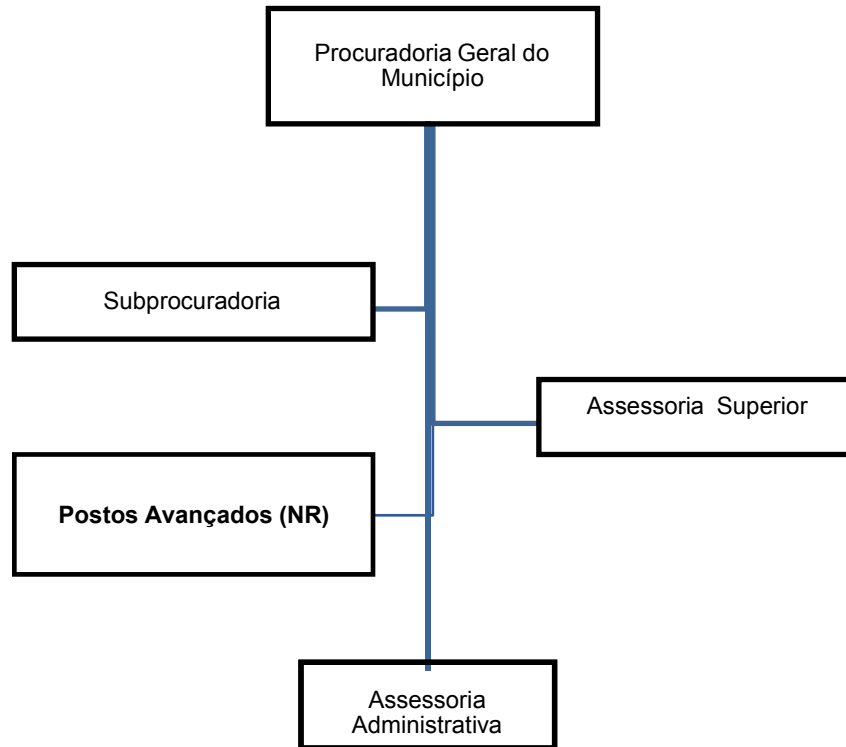 Procuradoria Geral do
Município
Subprocuradoria
Assessoria Superior
Postos Avançados (NR)
Assessoria
Administrativa